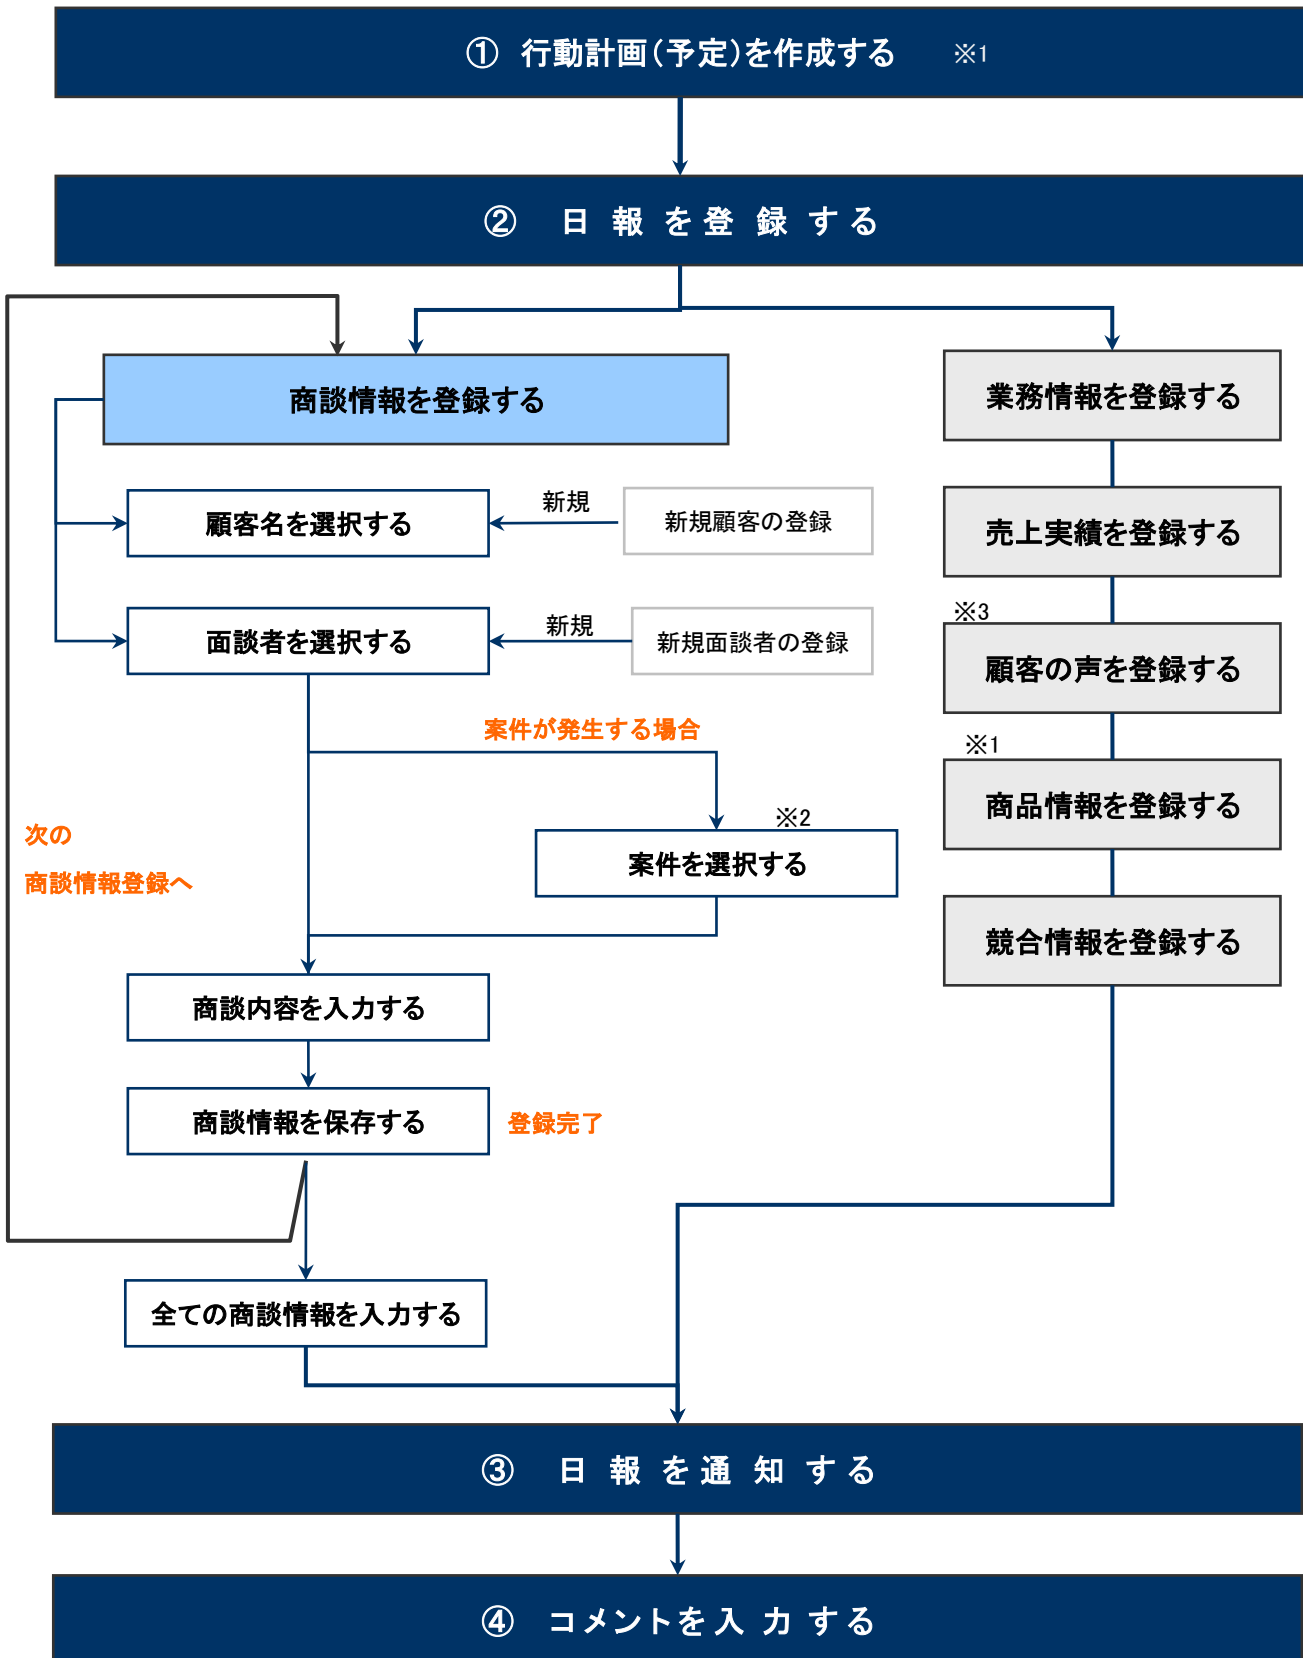 ① 行動計画(予定)を作成する ※1
② 日報を登録する
商談情報を登録する
業務情報を登録する
顧客名を選択する
新規
新規顧客の登録
売上実績を登録する
面談者を選択する
新規
新規面談者の登録
※3
顧客の声を登録する
案件が発生する場合
※1
商品情報を登録する
次の
商談情報登録へ
※2
案件を選択する
競合情報を登録する
商談内容を入力する
商談情報を保存する
登録完了
全ての商談情報を入力する
③ 日報を通知する
④ コメントを入力する